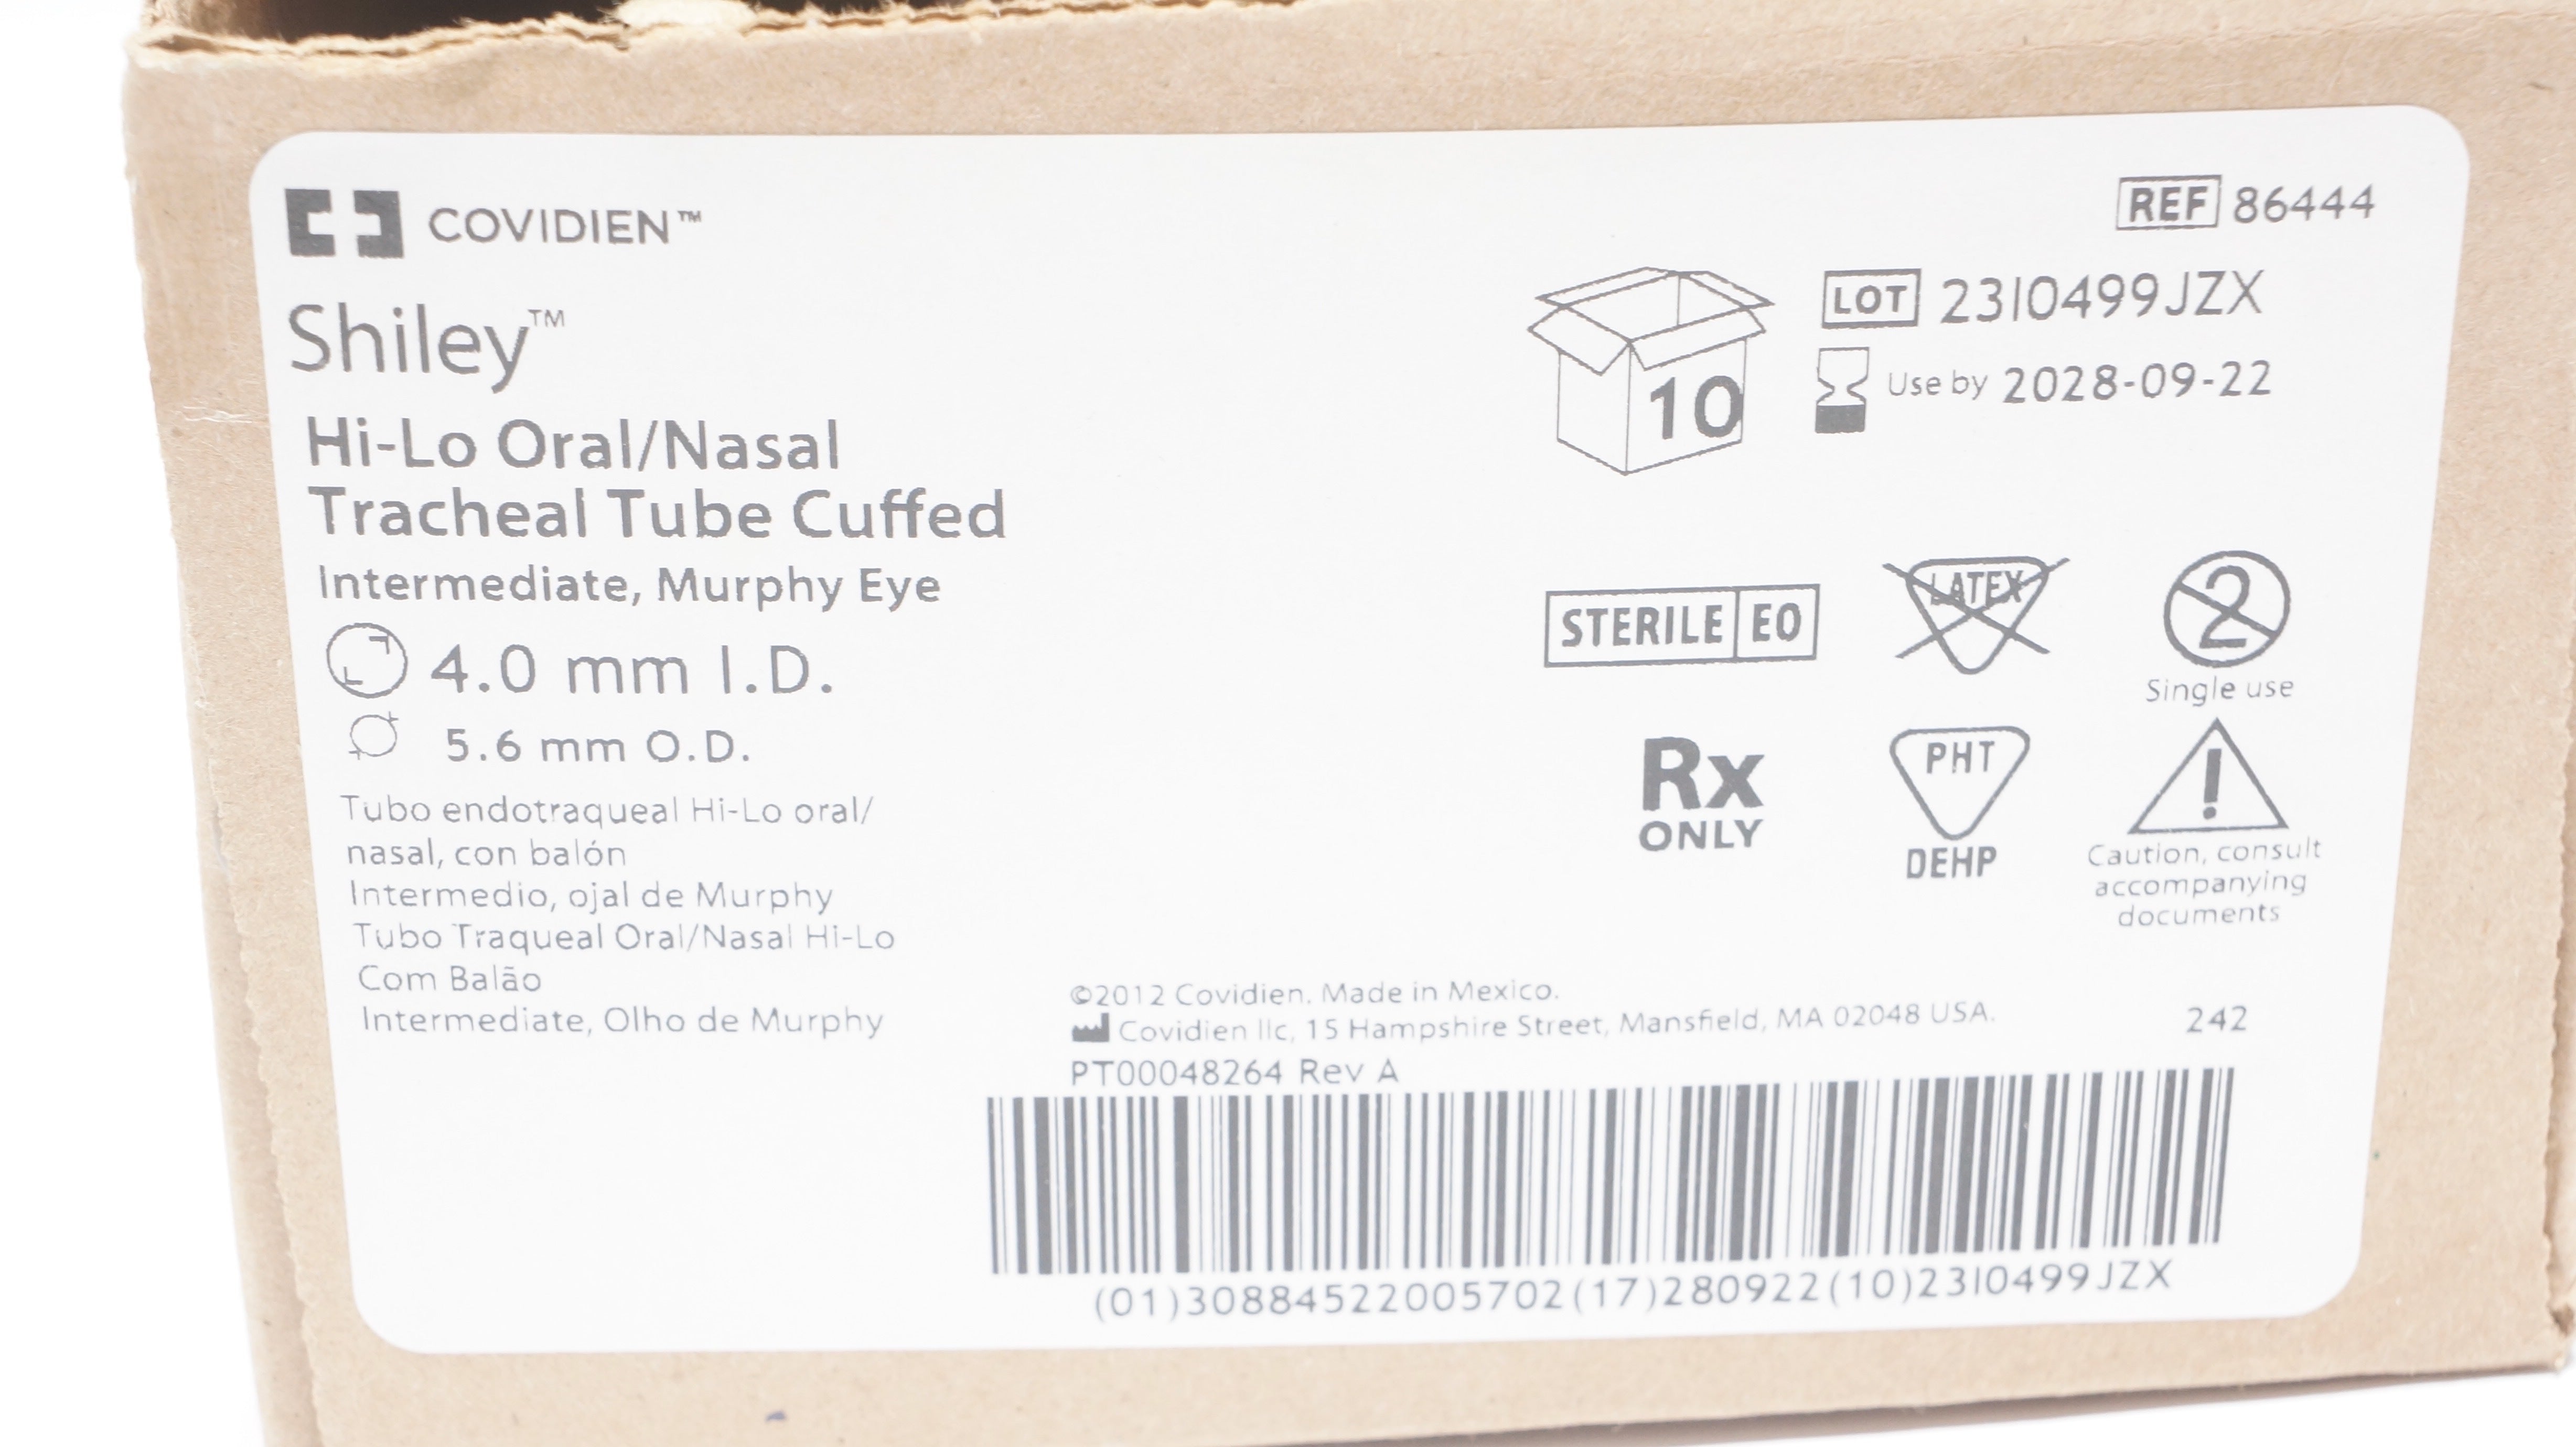 COVIDIEN™
Shiley™
Hi-Lo Oral/Nasal
Tracheal Tube Cuffed
Intermediate, Murphy Eye
4.0 mm I.D.
5.6 mm O.D.
Tubo endotraqueal Hi-Lo oral/
nasal, con balón
Intermedio, ojal de Murphy
Tubo Traqueal Oral/Nasal Hi-Lo
Com Balão
Intermediate, Olho de Murphy
REF 86444
10
LOT 23I0499JZX
Use by 2028-09-22
STERILE EO
LATEX
2
Single use
Rx
ONLY
PHT
DEHP
!
Caution, consult
accompanying
documents
©2012 Covidien. Made in Mexico.
Covidien llc, 15 Hampshire Street, Mansfield, MA 02048 USA.
242
PT00048264 Rev A
(01)30884522005702(17)280922(10)23I0499JZX